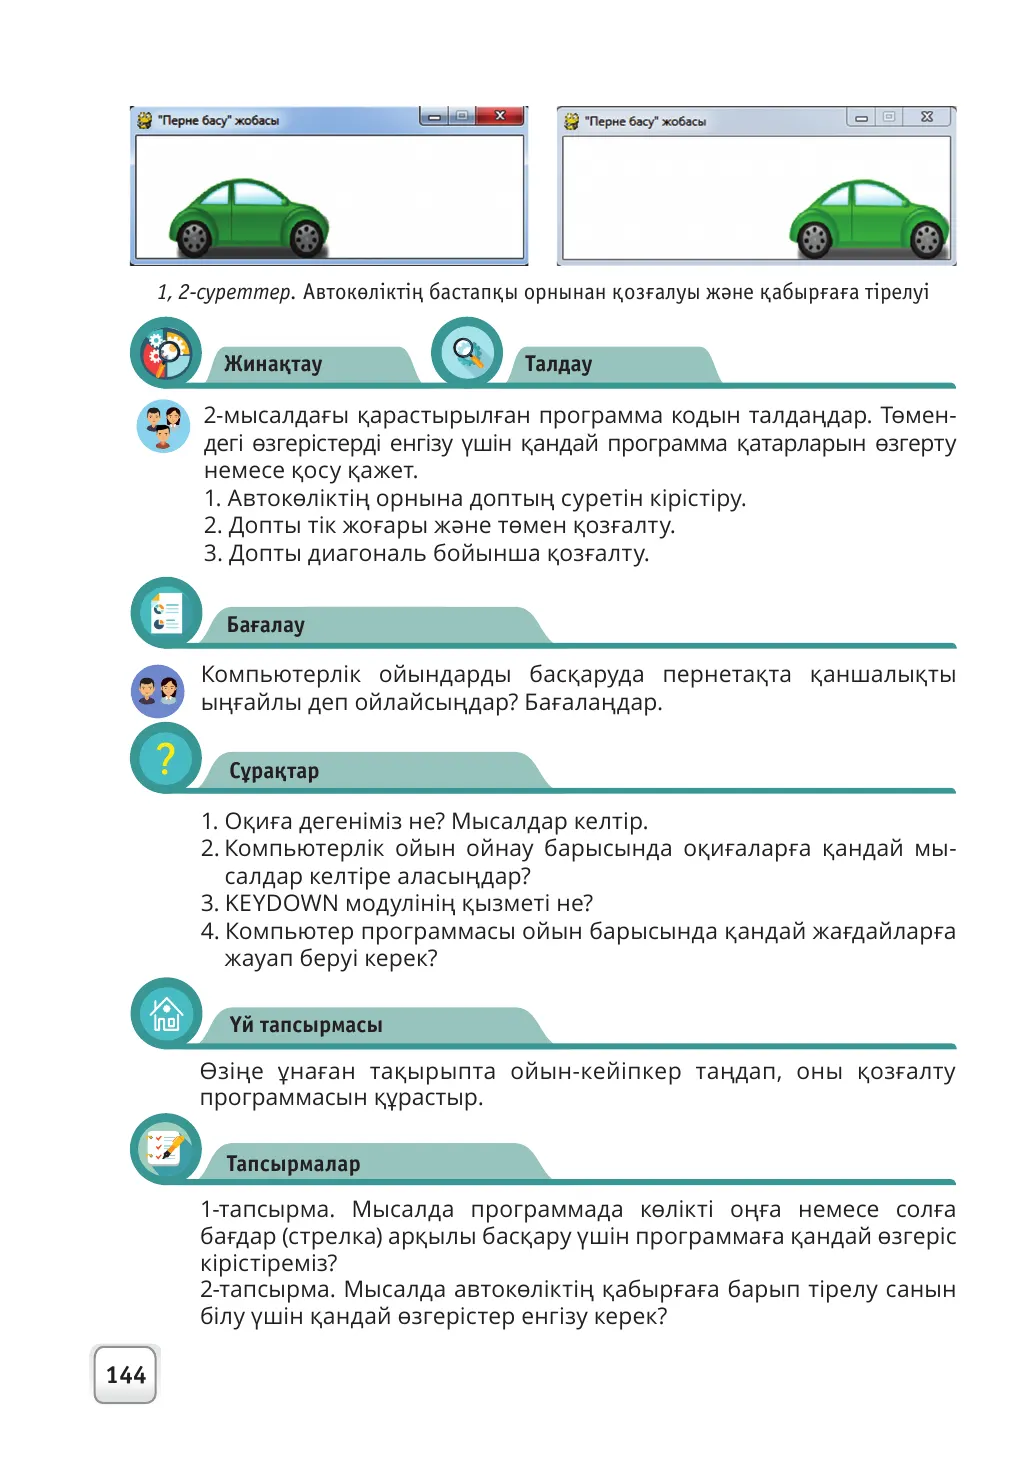 "Перне басу" жобасы
"Перне басу" жобасы
1, 2-суреттер. Автокөліктің бастапқы орнынан қозғалуы және қабырғаға тірелуі
Жинақтау
Талдау
2-мысалдағы қарастырылған программа кодын талдаңдар. Төмен-
дегі өзгерістерді енгізу үшін қандай программа қатарларын өзгерту
немесе қосу қажет.
1. Автокөліктің орнына доптың суретін кірістіру.
2. Допты тік жоғары және төмен қозғалту.
3. Допты диагональ бойынша қозғалту.
Бағалау
Компьютерлік ойындарды басқаруда пернетақта қаншалықты
ыңғайлы деп ойлайсыңдар? Бағалаңдар.
?
Сұрақтар
1. Оқиға дегеніміз не? Мысалдар келтір.
2. Компьютерлік ойын ойнау барысында оқиғаларға қандай мы-
салдар келтіре аласыңдар?
3. KEYDOWN модулінің қызметі не?
4. Компьютер программасы ойын барысында қандай жағдайларға
жауап беруі керек?
Үй тапсырмасы
Өзіңе ұнаған тақырыпта ойын-кейіпкер таңдап, оны қозғалту
программасын құрастыр.
Тапсырмалар
1-тапсырма. Мысалда программада көлікті оңға немесе солға
бағдар (стрелка) арқылы басқару үшін программаға қандай өзгеріс
кірістіреміз?
2-тапсырма. Мысалда автокөліктің қабырғаға барып тірелу санын
білу үшін қандай өзгерістер енгізу керек?
144